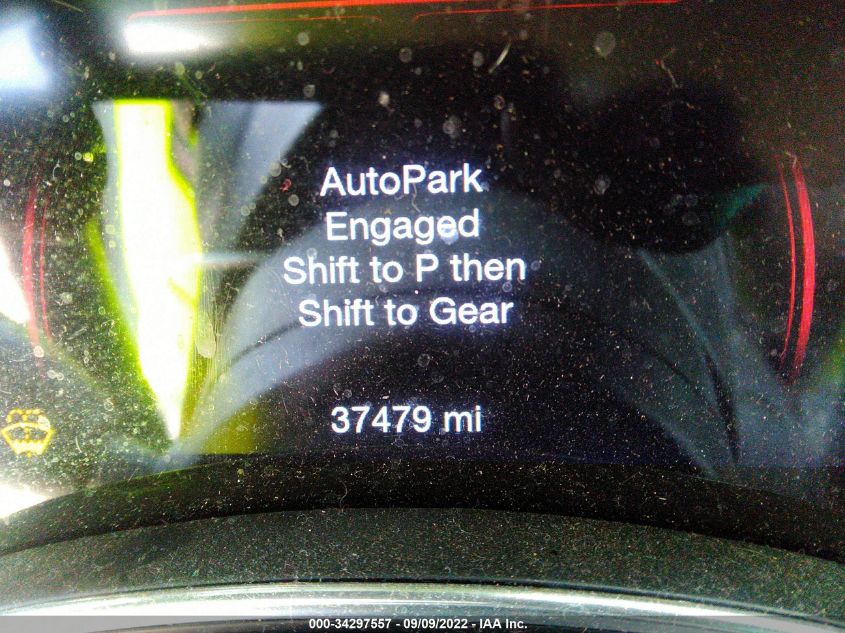 AutoPark
Engaged
Shift to P then
Shift to Gear
37479 mi
000-34297557 - 09/09/2022 - IAA Inc.